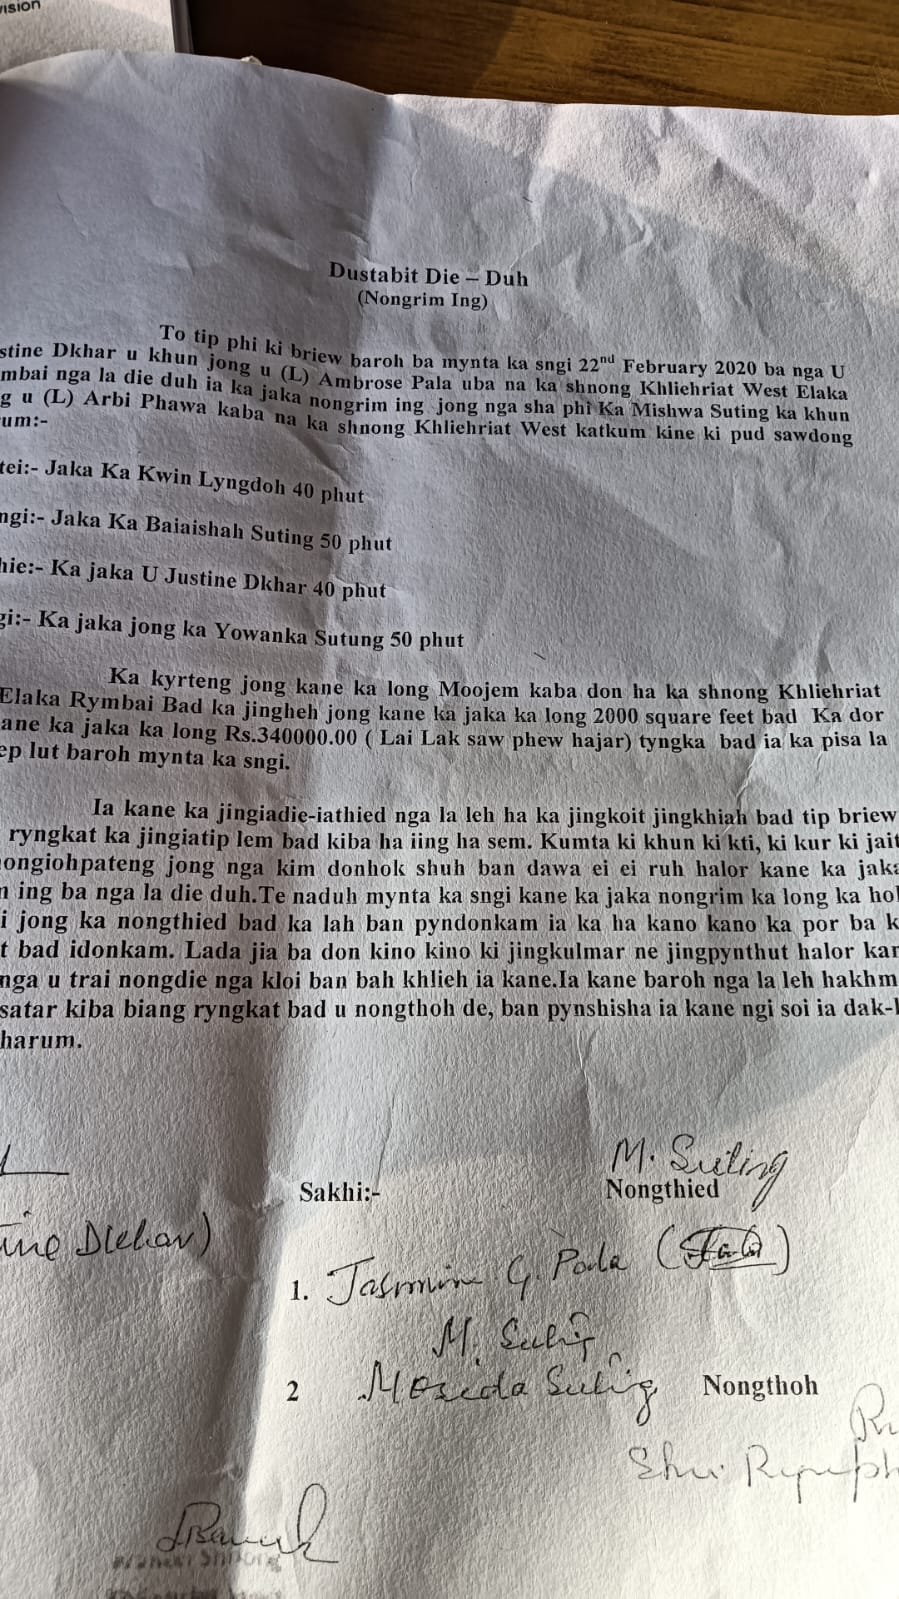 vision
Dustabit Die – Duh
(Nongrim Ing)
To tip phi ki briew baroh ba mynta ka sngi 22nd February 2020 ba nga U
stine Dkhar u khun jong u (L) Ambrose Pala uba na ka shnong Khliehriat West Elaka
mbai nga la die duh ia ka jaka nongrim ing jong nga sha phi Ka Mishwa Suting ka khun
g u (L) Arbi Phawa kaba na ka shnong Khliehriat West katkum kine ki pud sawdong
um:-
tei:- Jaka Ka Kwin Lyngdoh 40 phut
ngi:- Jaka Ka Baiaishah Suting 50 phut
hie:- Ka jaka U Justine Dkhar 40 phut
gi:- Ka jaka jong ka Yowanka Sutung 50 phut
Ka kyrteng jong kane ka long Moojem kaba don ha ka shnong Khliehriat
Elaka Rymbai Bad ka jingheh jong kane ka jaka ka long 2000 square feet bad Ka dor
ane ka jaka ka long Rs.340000.00 ( Lai Lak saw phew hajar) tyngka bad ia ka pisa la
ep lut baroh mynta ka sngi.
Ia kane ka jingiadie-iathied nga la leh ha ka jingkoit jingkhiah bad tip briew
ryngkat ka jingiatip lem bad kiba ha iing ha sem. Kumta ki khun ki kti, ki kur ki jait
nongiohpateng jong nga kim donhok shuh ban dawa ei ei ruh halor kane ka jaka
n ing ba nga la die duh.Te naduh mynta ka sngi kane ka jaka nongrim ka long ka hok
i jong ka nongthied bad ka lah ban pyndonkam ia ka ha kano kano ka por ba k
t bad idonkam. Lada jia ba don kino kino ki jingkulmar ne jingpynthut halor kan
nga u trai nongdie nga kloi ban bah khlieh ia kane.Ia kane baroh nga la leh hakhm
satar kiba biang ryngkat bad u nongthoh de, ban pynshisha ia kane ngi soi ia dak-k
harum.
M. Suting
Sakhi:- Nongthied
ine Dkhar)
1. Jasmine G. Pala
M. Suting
2 Mosida Suting Nongthoh
Shri
Shnong